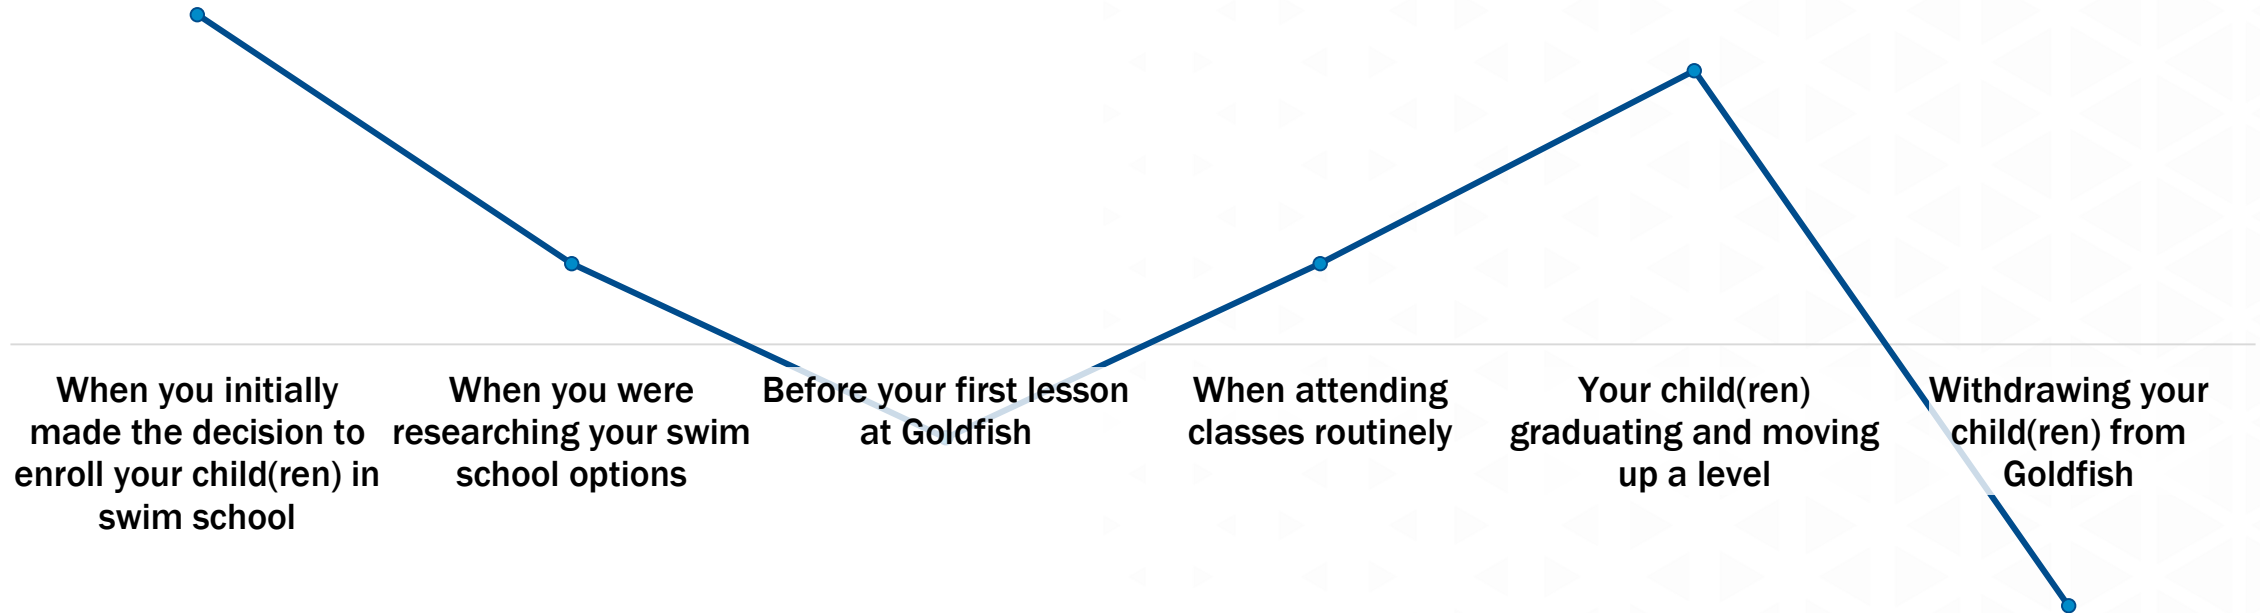 When you initially
made the decision to
enroll your child(ren) in
swim school
When you were
researching your swim
school options
Before your first lesson
at Goldfish
When attending
classes routinely
Your child(ren)
graduating and moving
up a level
Withdrawing your
child(ren) from
Goldfish